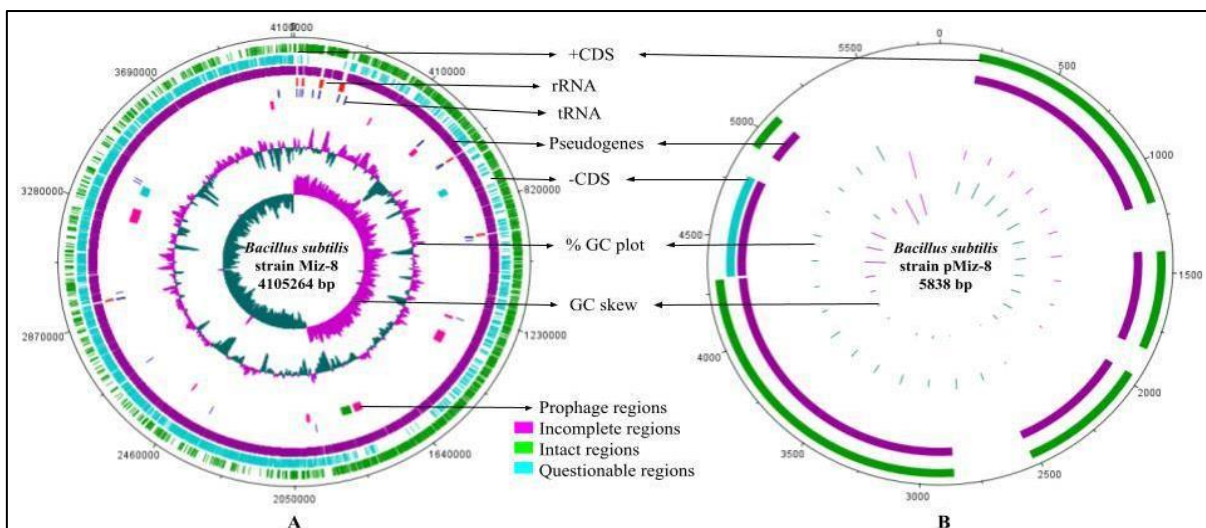 4100000
0
3690000
410000
3280000
820000
2870000
1230000
2460000
1640000
2050000
Bacillus subtilis
strain Miz-8
4105264 bp
A
+CDS
rRNA
tRNA
Pseudogenes
-CDS
% GC plot
GC skew
Prophage regions
Incomplete regions
Intact regions
Questionable regions
0
5500
500
5000
1000
4500
1500
4000
2000
3500
2500
3000
Bacillus subtilis
strain pMiz-8
5838 bp
B